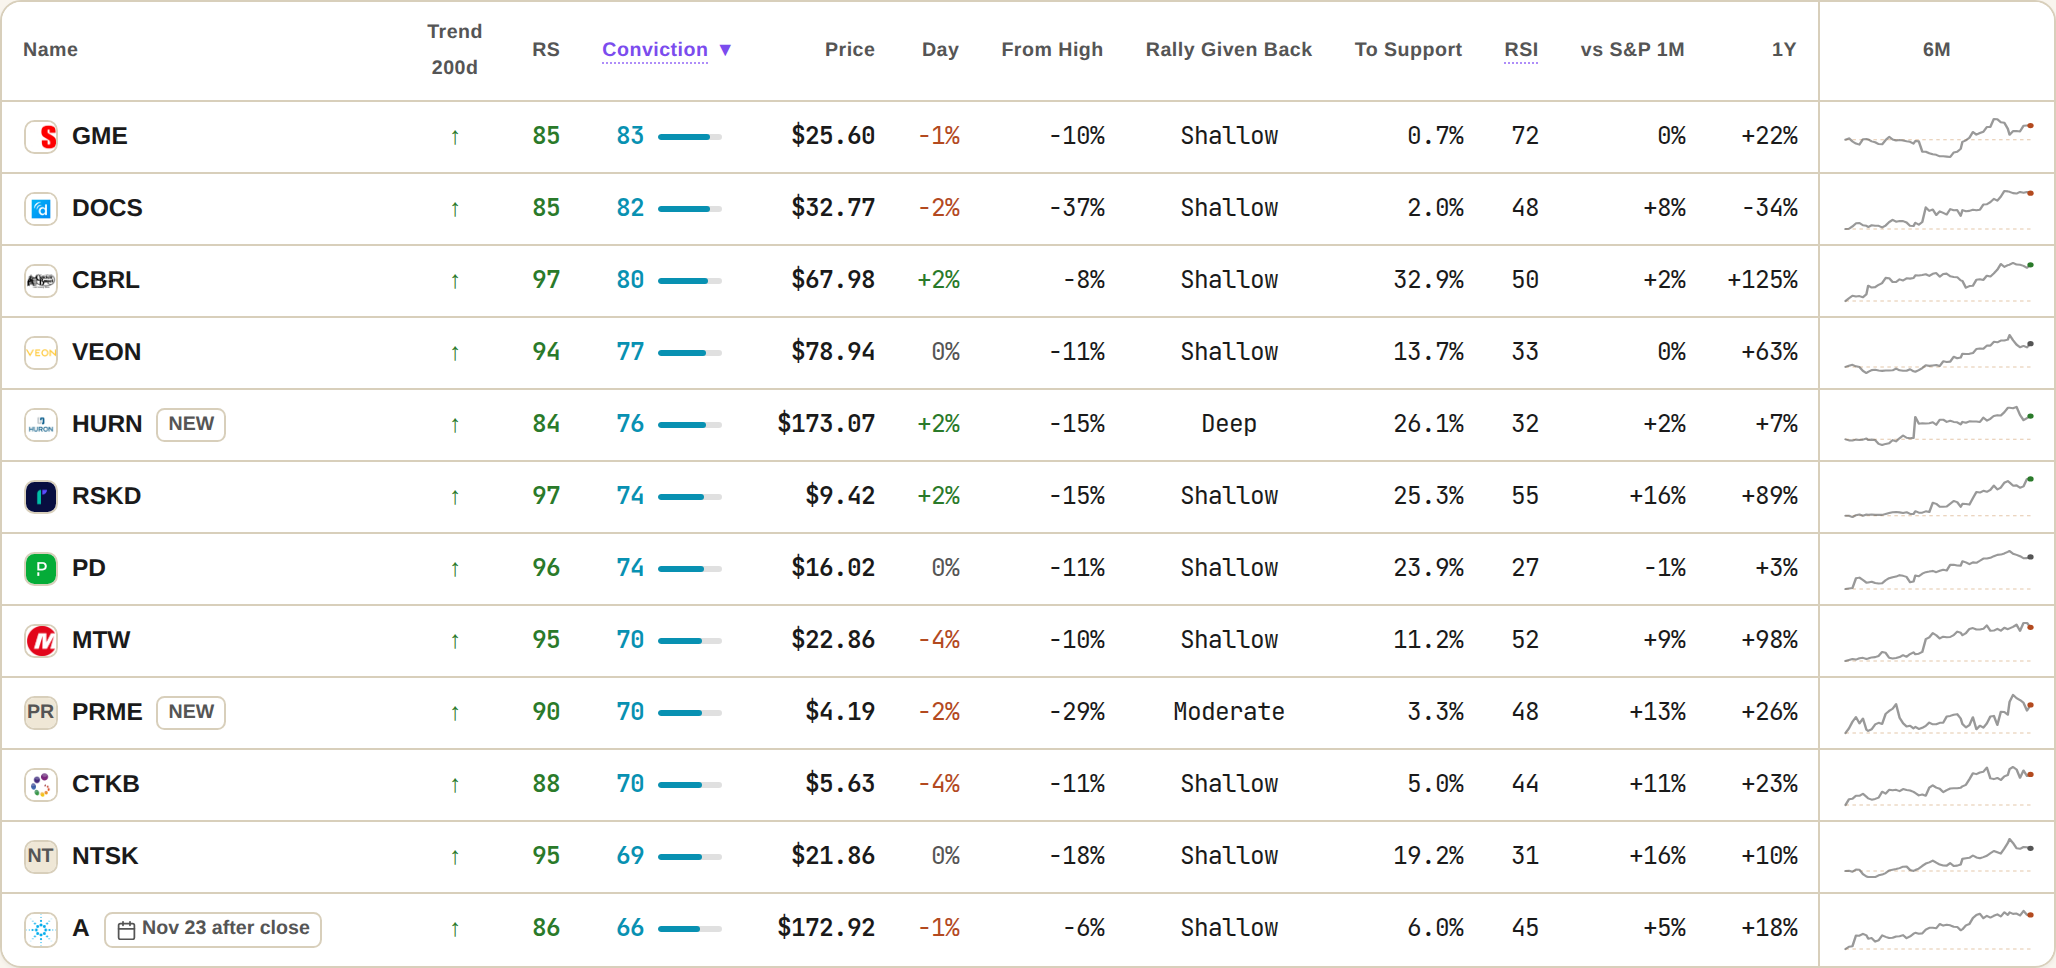 Name Trend 200d RS Conviction ▼ Price Day From High Rally Given Back To Support RSI vs S&P 1M 1Y 6M
GME ↑ 85 83 $25.60 -1% -10% Shallow 0.7% 72 0% +22%
DOCS ↑ 85 82 $32.77 -2% -37% Shallow 2.0% 48 +8% -34%
CBRL ↑ 97 80 $67.98 +2% -8% Shallow 32.9% 50 +2% +125%
VEON VEON ↑ 94 77 $78.94 0% -11% Shallow 13.7% 33 0% +63%
HURON HURN NEW ↑ 84 76 $173.07 +2% -15% Deep 26.1% 32 +2% +7%
RSKD ↑ 97 74 $9.42 +2% -15% Shallow 25.3% 55 +16% +89%
PD ↑ 96 74 $16.02 0% -11% Shallow 23.9% 27 -1% +3%
MTW ↑ 95 70 $22.86 -4% -10% Shallow 11.2% 52 +9% +98%
PR PRME NEW ↑ 90 70 $4.19 -2% -29% Moderate 3.3% 48 +13% +26%
CTKB ↑ 88 70 $5.63 -4% -11% Shallow 5.0% 44 +11% +23%
NT NTSK ↑ 95 69 $21.86 0% -18% Shallow 19.2% 31 +16% +10%
A Nov 23 after close ↑ 86 66 $172.92 -1% -6% Shallow 6.0% 45 +5% +18%